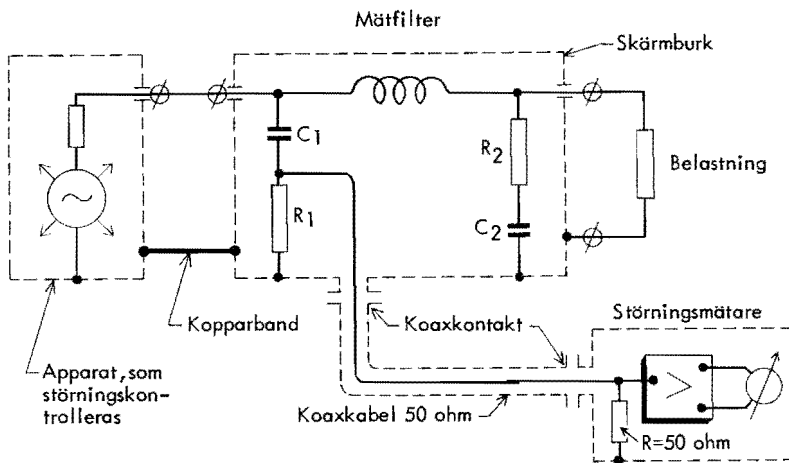 Mätfilter
Skärmburk
C1
R1
R2
C2
Belastning
Kopparband
Koaxkontakt
Störningsmätare
Apparat, som
störningskon-
trolleras
Koaxkabel 50 ohm
R=50 ohm